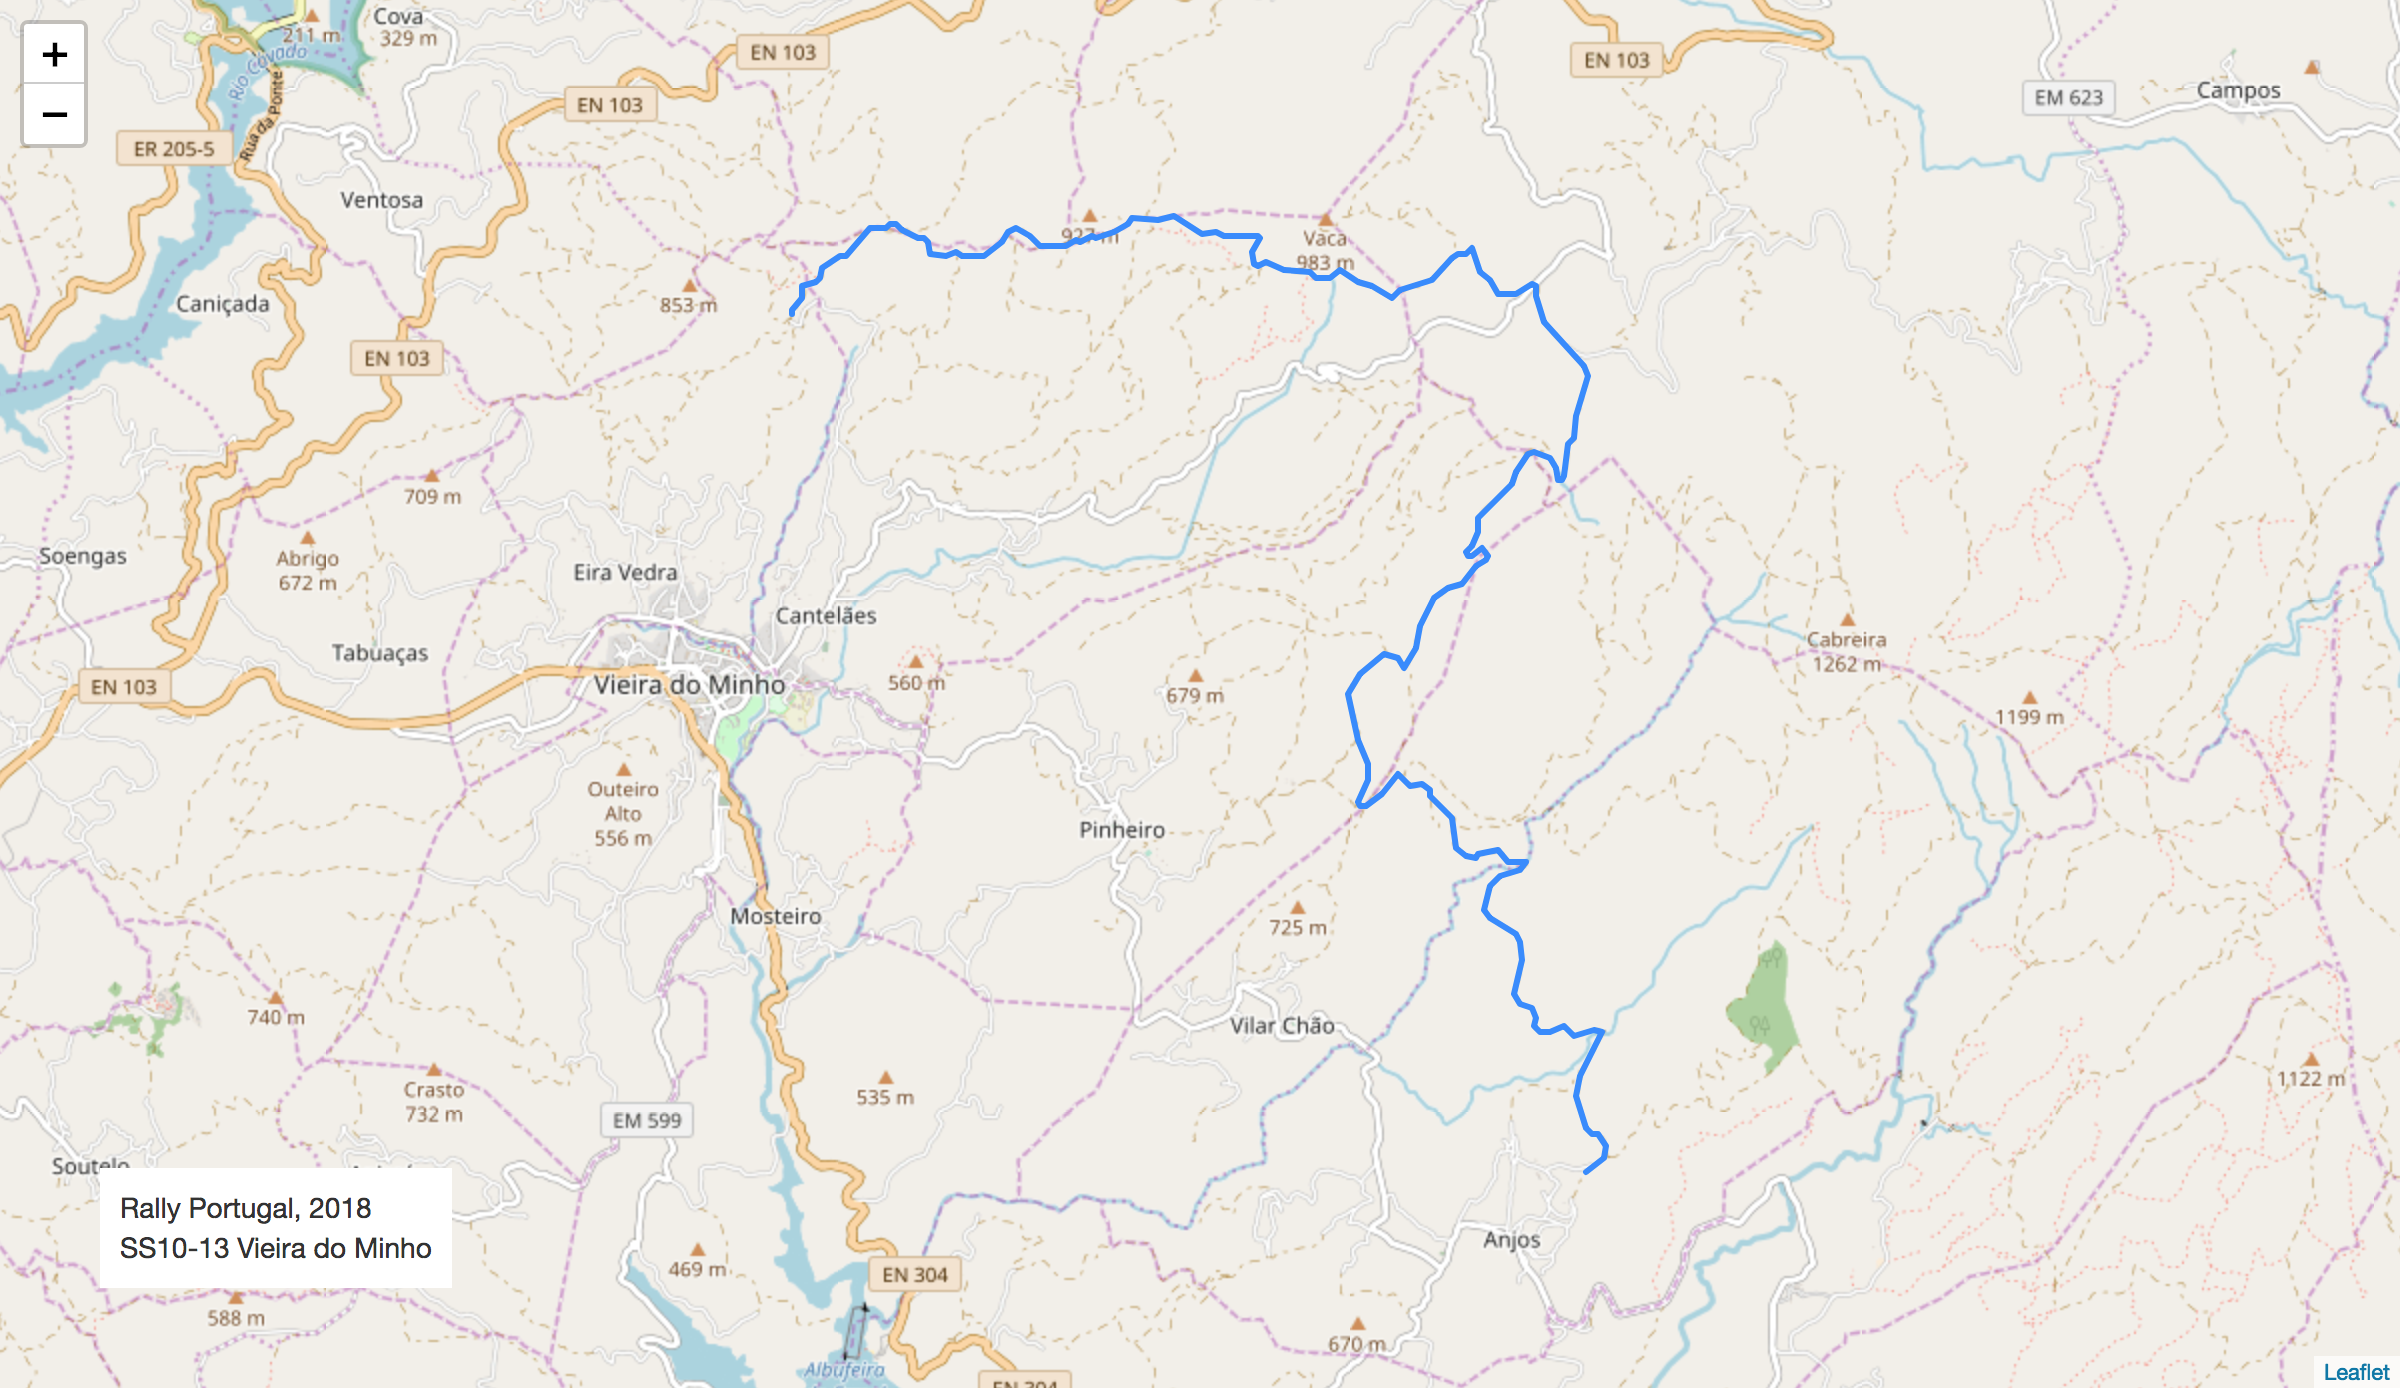 +
−
211 m
Cova
329 m
EN 103
EN 103
EN 103
EM 623
Campos
Rio Cávado
Rua da Ponte
ER 205-5
Ventosa
Caniçada
853 m
927 m
Vaca
983 m
EN 103
709 m
Abrigo
672 m
Soengas
Eira Vedra
Cantelães
Tabuaças
EN 103
Vieira do Minho
560 m
679 m
Cabreira
1262 m
1199 m
Outeiro
Alto
556 m
Pinheiro
Mosteiro
725 m
740 m
Vilar Chão
Crasto
732 m
535 m
1122 m
EM 599
Soutelo
Rally Portugal, 2018
SS10-13 Vieira do Minho
469 m
EN 304
Anjos
588 m
670 m
Albufeira
EN 304
Leaflet